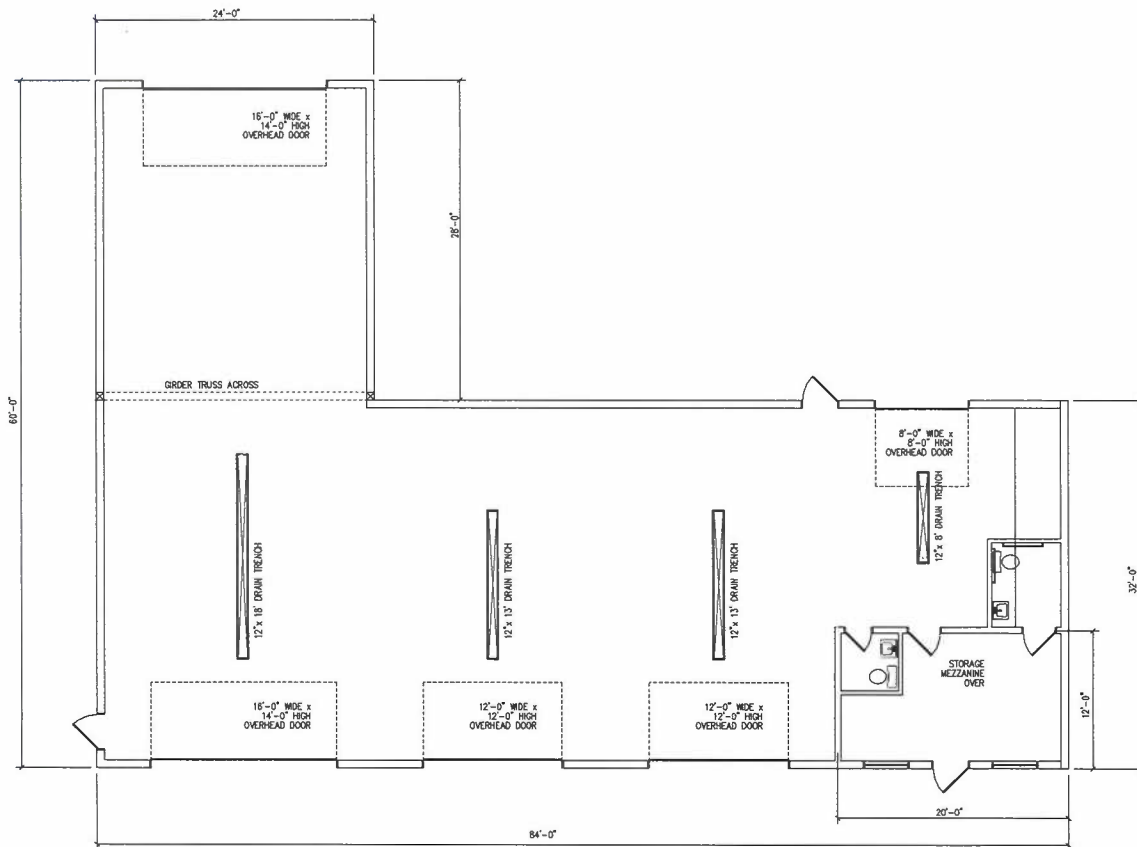 24'-0"
16'-0" WIDE x
14'-0" HIGH
OVERHEAD DOOR
28'-0"
60'-0"
GIRDER TRUSS ACROSS
8'-0" WIDE x
8'-0" HIGH
OVERHEAD DOOR
12"x 18' DRAIN TRENCH
12"x 13' DRAIN TRENCH
12"x 13' DRAIN TRENCH
12"x 8' DRAIN TRENCH
32'-0"
STORAGE
MEZZANINE
OVER
12'-0"
16'-0" WIDE x
14'-0" HIGH
OVERHEAD DOOR
12'-0" WIDE x
12'-0" HIGH
OVERHEAD DOOR
12'-0" WIDE x
12'-0" HIGH
OVERHEAD DOOR
20'-0"
84'-0"